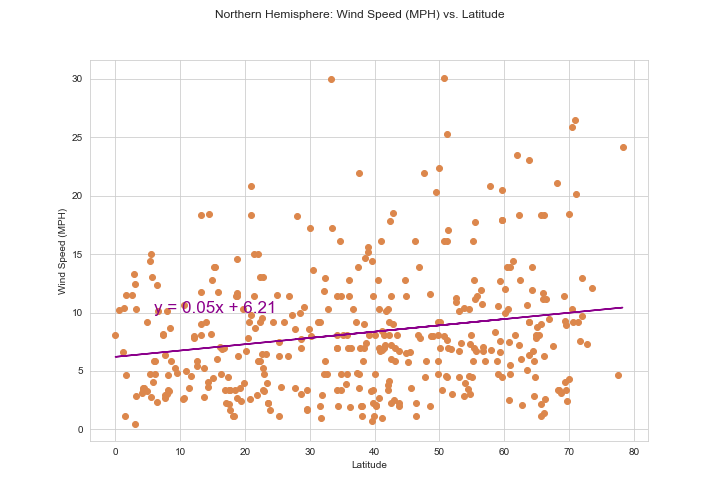 Northern Hemisphere: Wind Speed (MPH) vs. Latitude
30
25
20
15
10
5
0
Wind Speed (MPH)
y = 0.05x + 6.21
0 10 20 30 40 50 60 70 80
Latitude